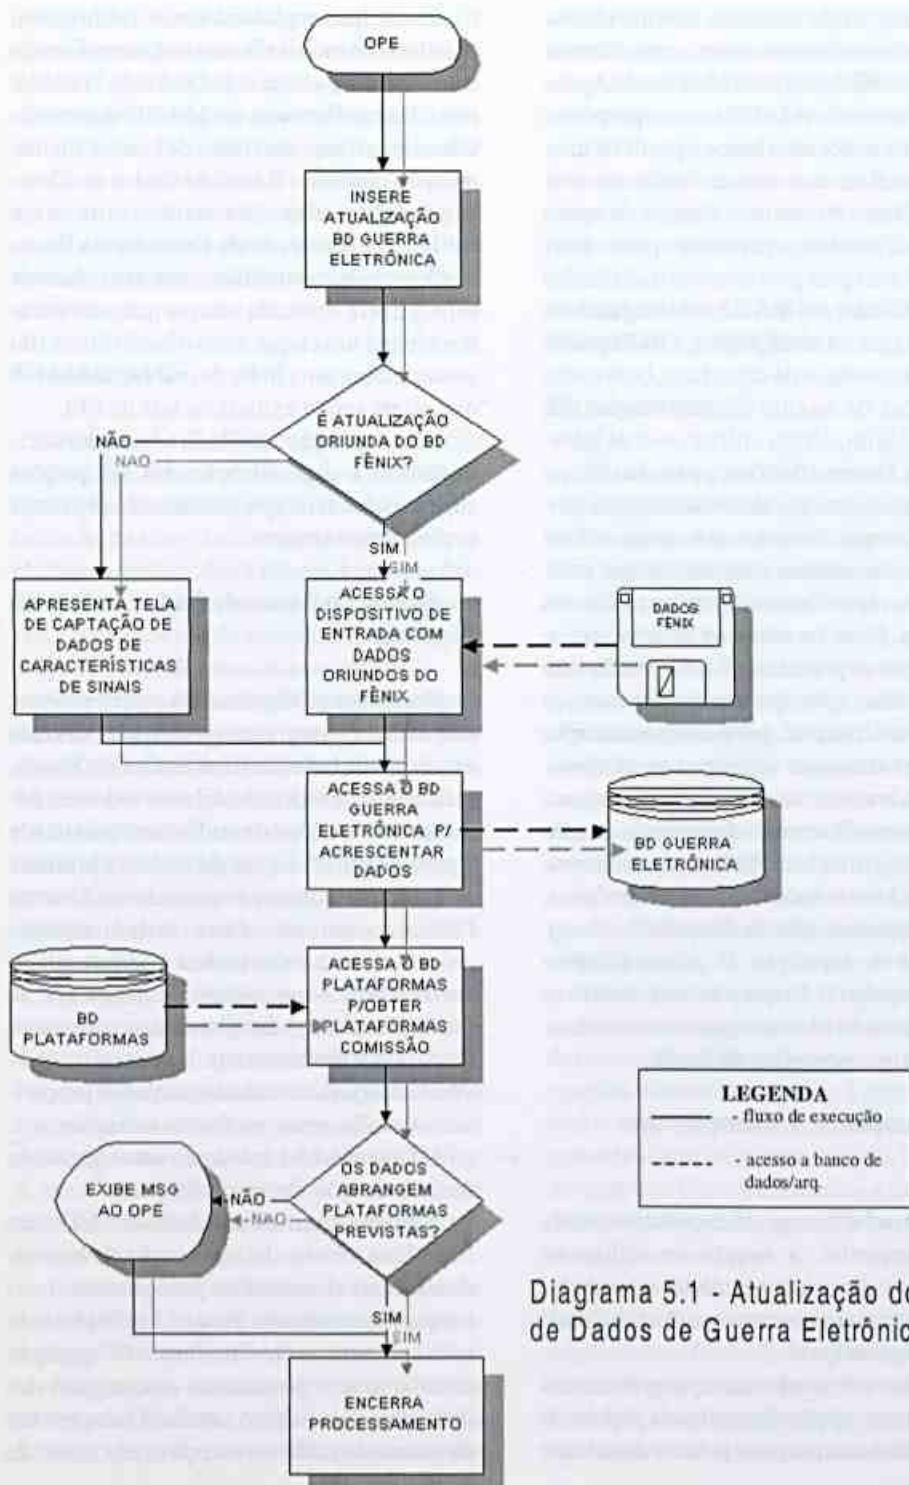 OPE
INSERE
ATUALIZAÇÃO
BD GUERRA
ELETRÔNICA
É ATUALIZAÇÃO
ORIUNDA DO BD
FÊNIX?
NÃO
NAO
SIM
SIM
APRESENTA TELA
DE CAPTAÇÃO DE
DADOS DE
CARACTERÍSTICAS
DE SINAIS
ACESSA O
DISPOSITIVO DE
ENTRADA COM
DADOS
ORIUNDOS DO
FÊNIX
DADOS
FÊNIX
ACESSA O BD
GUERRA
ELETRÔNICA P/
ACRESCENTAR
DADOS
BD GUERRA
ELETRÔNICA
BD
PLATAFORMAS
ACESSA O BD
PLATAFORMAS
P/OBTER
PLATAFORMAS
COMISSÃO
LEGENDA
- fluxo de execução
- acesso a banco de
dados/arq.
OS DADOS
ABRANGEM
PLATAFORMAS
PREVISTAS?
NÃO
NAO
EXIBE MSG
AO OPE
SIM
SIM
Diagrama 5.1 - Atualização do
de Dados de Guerra Eletrônic
ENCERRA
PROCESSAMENTO